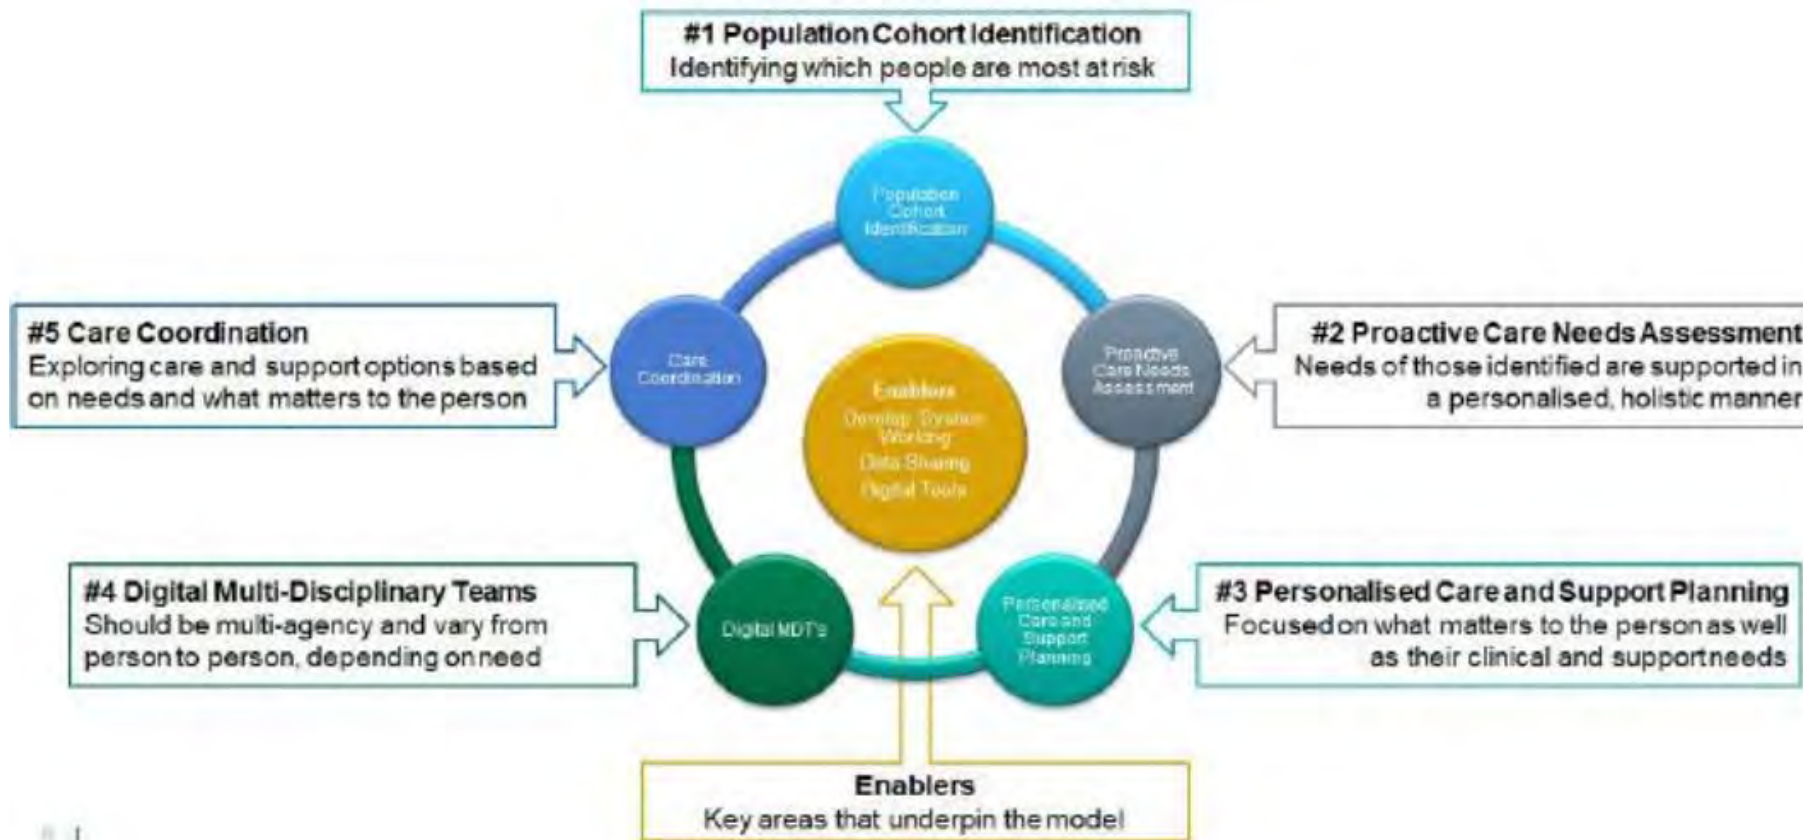 #1 Population Cohort Identification
Identifying which people are most at risk
Population
Cohort
Identification
#5 Care Coordination
Exploring care and support options based
on needs and what matters to the person
Care
Coordination
Enablers
Develop System
Working
Data Sharing
Digital Tools
Proactive
Care Needs
Assessment
#2 Proactive Care Needs Assessment
Needs of those identified are supported in
a personalised, holistic manner
#4 Digital Multi-Disciplinary Teams
Should be multi-agency and vary from
person to person, depending on need
Digital MDT's
Personalised
Care and
Support
Planning
#3 Personalised Care and Support Planning
Focused on what matters to the person as well
as their clinical and support needs
Enablers
Key areas that underpin the model